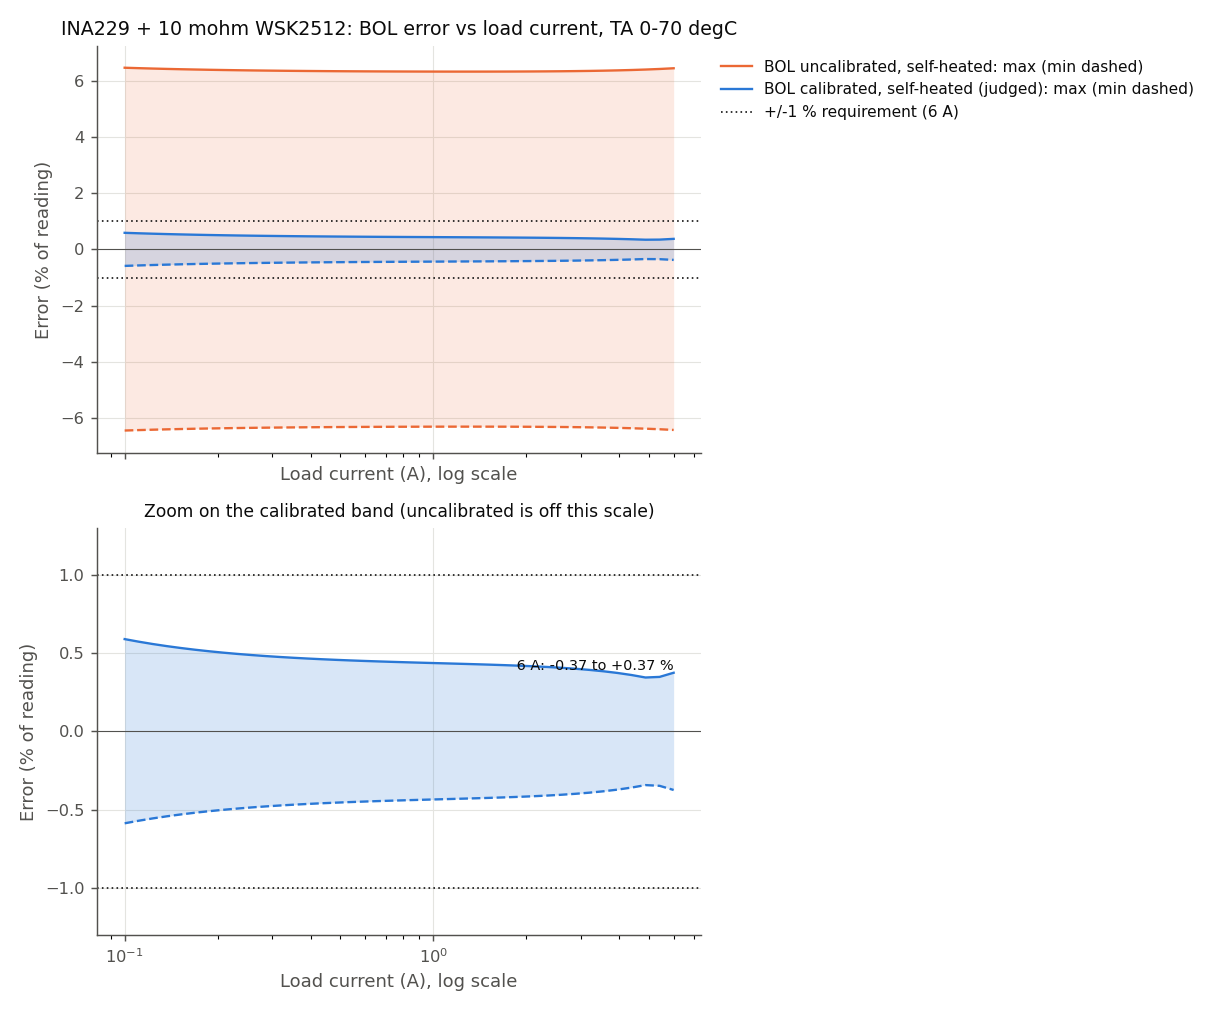 INA229 + 10 mohm WSK2512: BOL error vs load current, TA 0-70 degC
BOL uncalibrated, self-heated: max (min dashed)
BOL calibrated, self-heated (judged): max (min dashed)
+/-1 % requirement (6 A)
Error (% of reading)
6
4
2
0
−2
−4
−6
Load current (A), log scale
Zoom on the calibrated band (uncalibrated is off this scale)
Error (% of reading)
1.0
0.5
0.0
−0.5
−1.0
6 A: -0.37 to +0.37 %
10⁻¹
10⁰
Load current (A), log scale